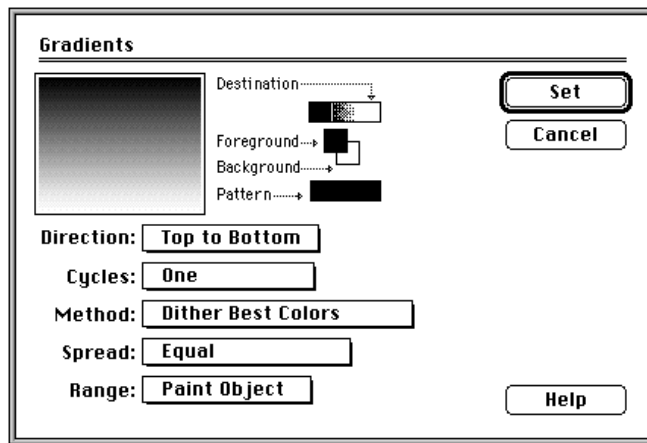 Gradients
Destination
Foreground
Background
Pattern
Set
Cancel
Direction: Top to Bottom
Cycles: One
Method: Dither Best Colors
Spread: Equal
Range: Paint Object
Help